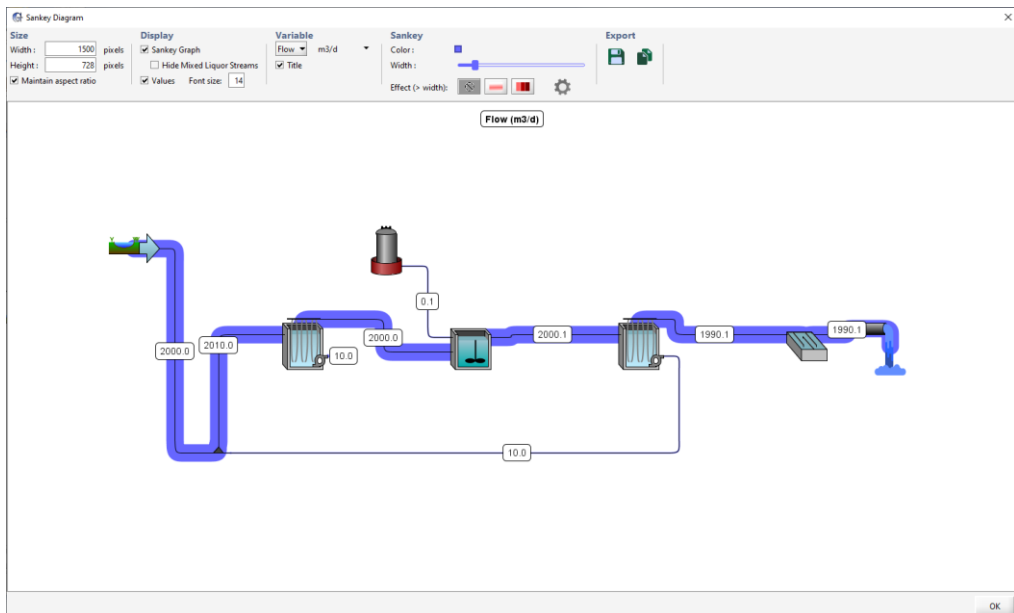 Sankey Diagram
Size
Width : 1500 pixels
Height : 728 pixels
Maintain aspect ratio
Display
Sankey Graph
Hide Mixed Liquor Streams
Values Font size: 14
Variable
Flow m3/d
Title
Sankey
Color :
Width :
Effect (> width):
Export
Flow (m3/d)
2000.0
2010.0
10.0
2000.0
0.1
2000.1
1990.1
1990.1
10.0
OK